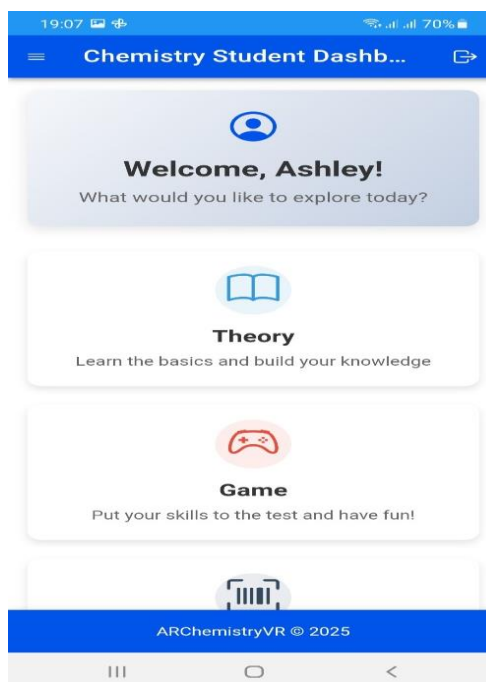 19:07 70%
Chemistry Student Dashb...
Welcome, Ashley!
What would you like to explore today?
Theory
Learn the basics and build your knowledge
Game
Put your skills to the test and have fun!
ARChemistryVR © 2025